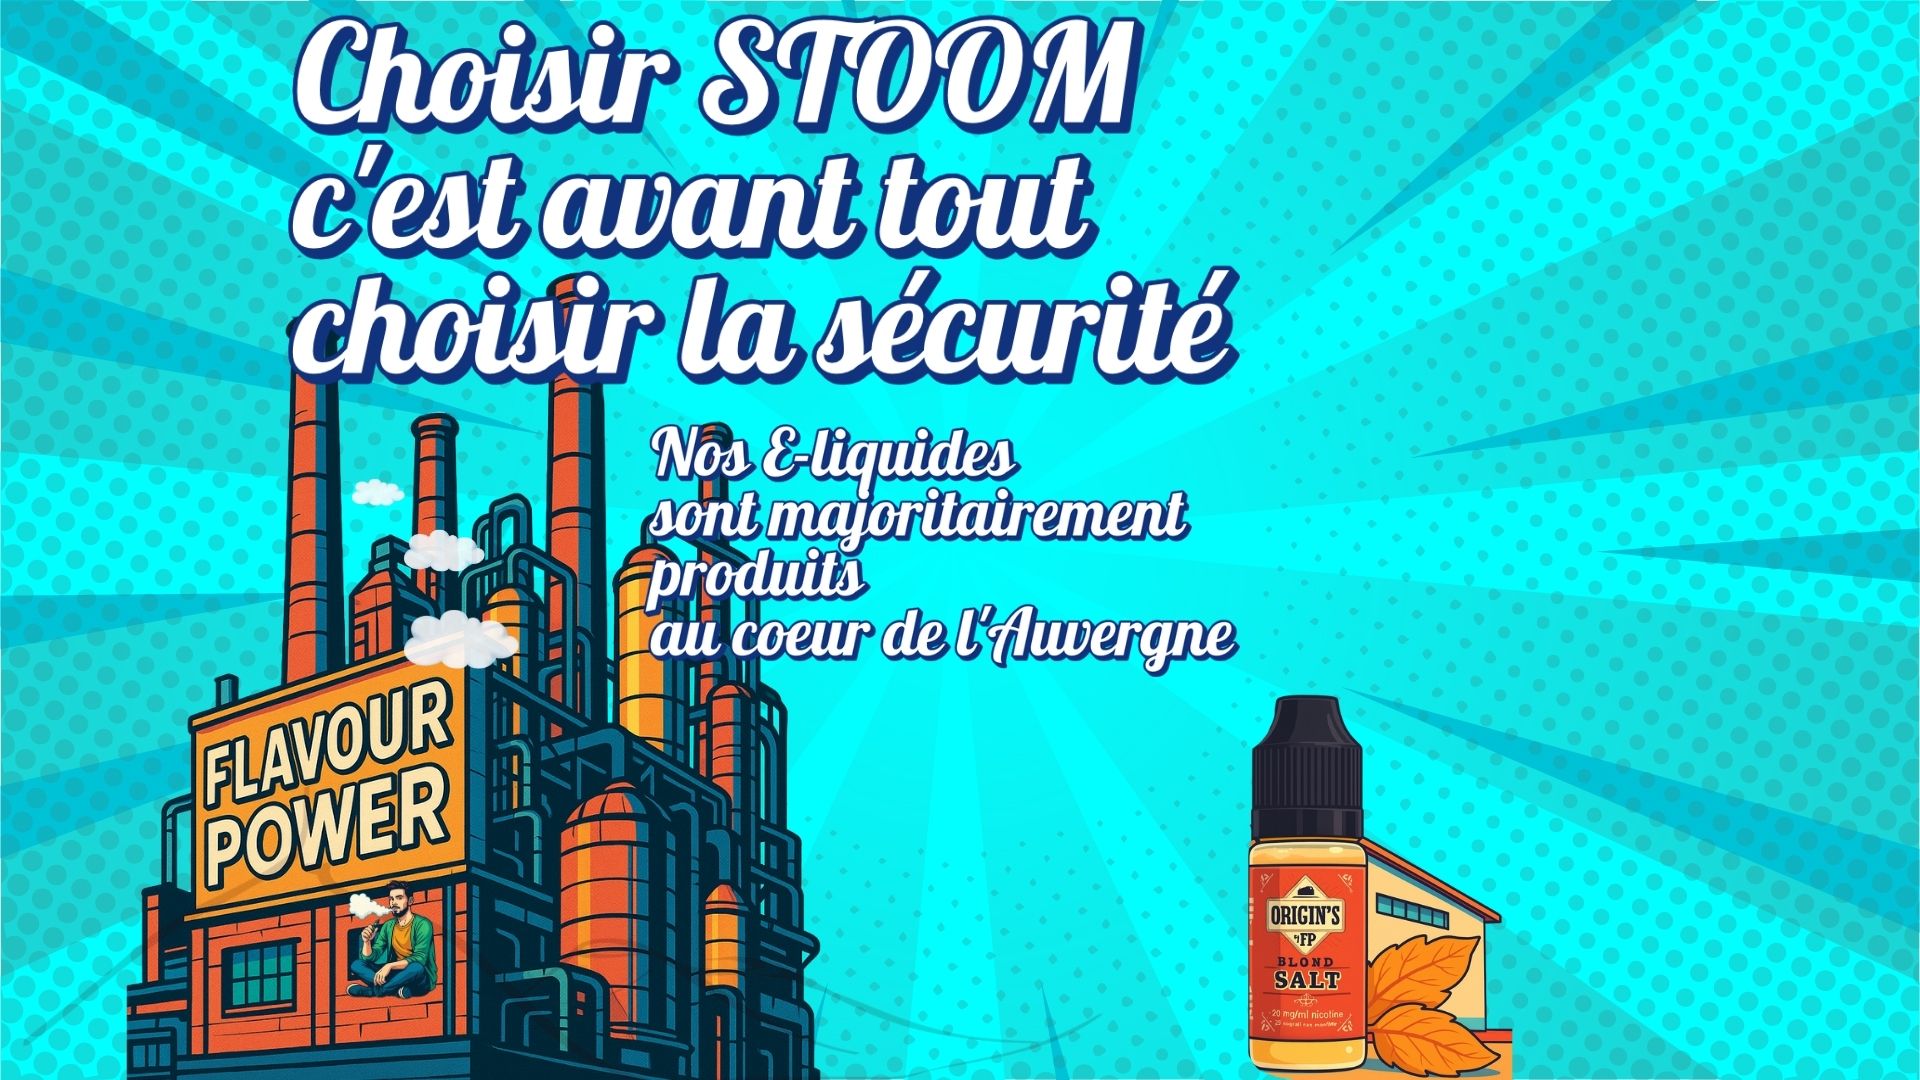 Choisir STOOM
c'est avant tout
choisir la sécurité
Nos E-liquides
sont majoritairement
produits
au coeur de l'Auvergne
FLAVOUR
POWER
ORIGIN'S
BY FP
BLOND
SALT
20 mg/ml nicotine